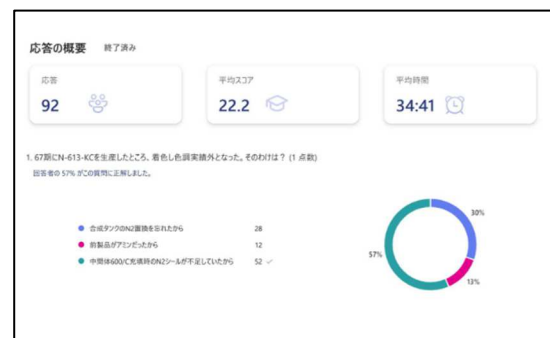 応答の概要 終了済み
応答 平均スコア 平均時間
92 22.2 34:41
1. 67期にN-613-KCを生産したところ、着色し色調実績外となった。そのわけは？ (1 点数)
回答者の 57% がこの質問に正解しました。
合成タンクのN2置換を忘れたから 28
前製品がアミンだったから 12
中間体600/C充填時のN2シールが不足していたから 52
30%
57%
13%